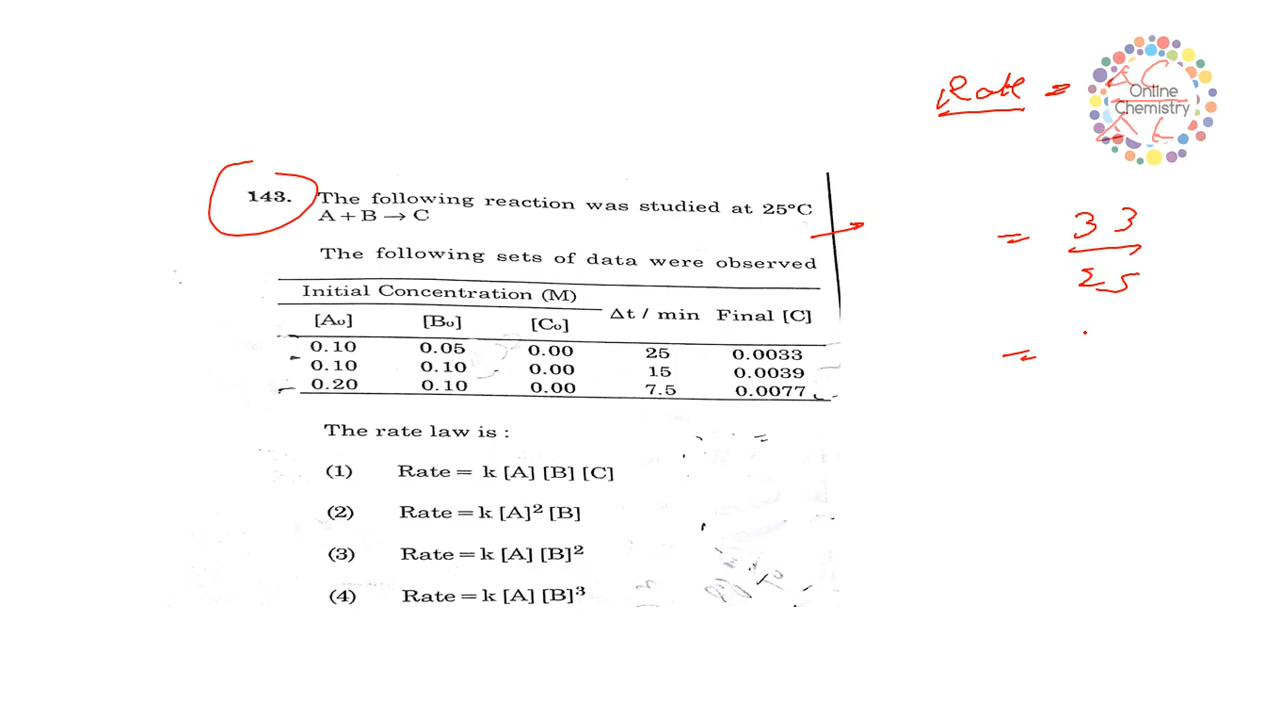 Rate = ΔC
Online
Chemistry
Δt
143. The following reaction was studied at 25°C
A + B → C
= 33
25
The following sets of data were observed
Initial Concentration (M) Δt / min Final [C]
[A₀] [B₀] [C₀]
0.10 0.05 0.00 25 0.0033
0.10 0.10 0.00 15 0.0039
0.20 0.10 0.00 7.5 0.0077
=
The rate law is :
(1) Rate = k [A] [B] [C]
(2) Rate = k [A]² [B]
(3) Rate = k [A] [B]²
(4) Rate = k [A] [B]³